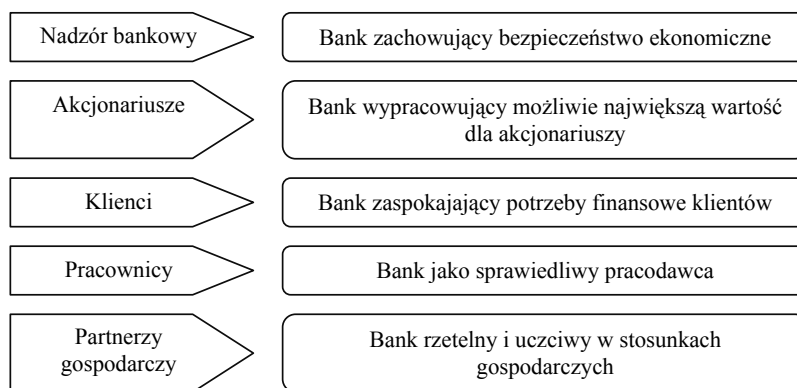 Nadzór bankowy
Bank zachowujący bezpieczeństwo ekonomiczne
Akcjonariusze
Bank wypracowujący możliwie największą wartość
dla akcjonariuszy
Klienci
Bank zaspokajający potrzeby finansowe klientów
Pracownicy
Bank jako sprawiedliwy pracodawca
Partnerzy
gospodarczy
Bank rzetelny i uczciwy w stosunkach
gospodarczych